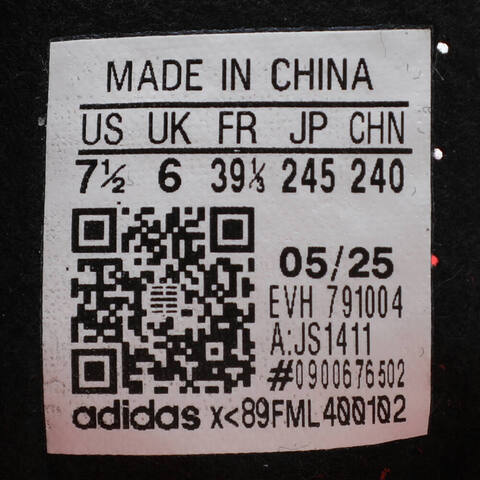 MADE IN CHINA
US UK FR JP CHN
7½ 6 39⅓ 245 240
05/25
EVH 791004
A:JS1411
#0900676502
adidas x<89FML400102